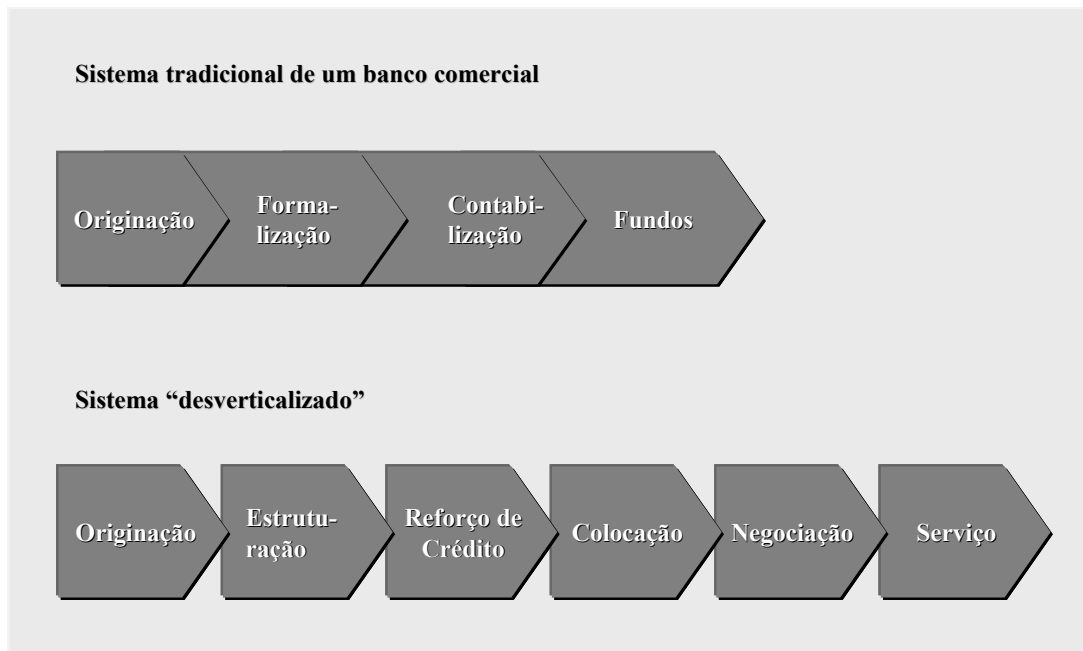 Sistema tradicional de um banco comercial
Originação
Forma-
lização
Contabi-
lização
Fundos
Sistema “desverticalizado”
Originação
Estrutu-
ração
Reforço de
Crédito
Colocação
Negociação
Serviço